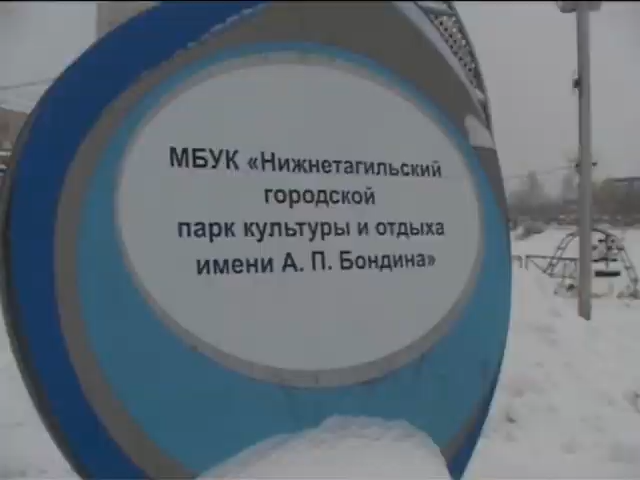 МБУК «Нижнетагильский
городской
парк культуры и отдыха
имени А. П. Бондина»